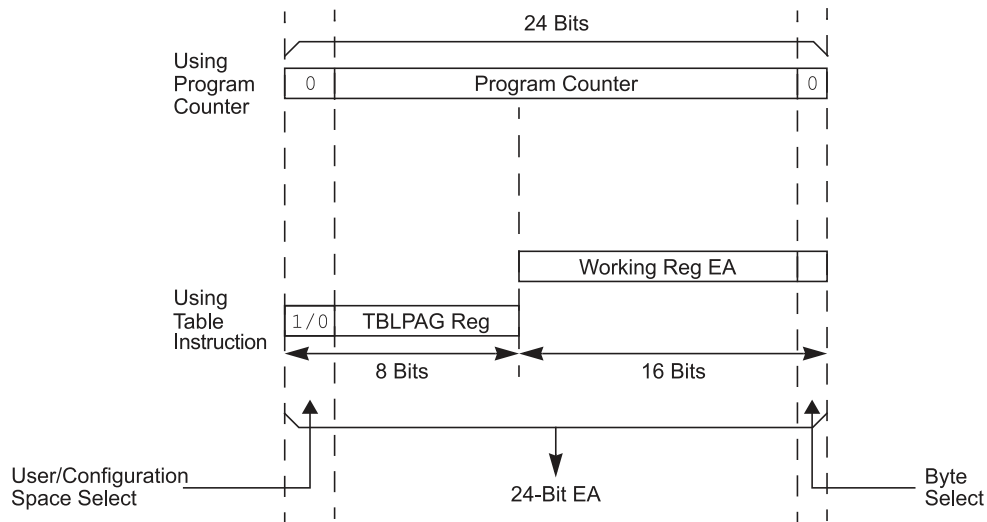 24 Bits
Using
Program
Counter
0
Program Counter
0
Working Reg EA
Using
Table
Instruction
1/0
TBLPAG Reg
8 Bits
16 Bits
User/Configuration
Space Select
24-Bit EA
Byte
Select